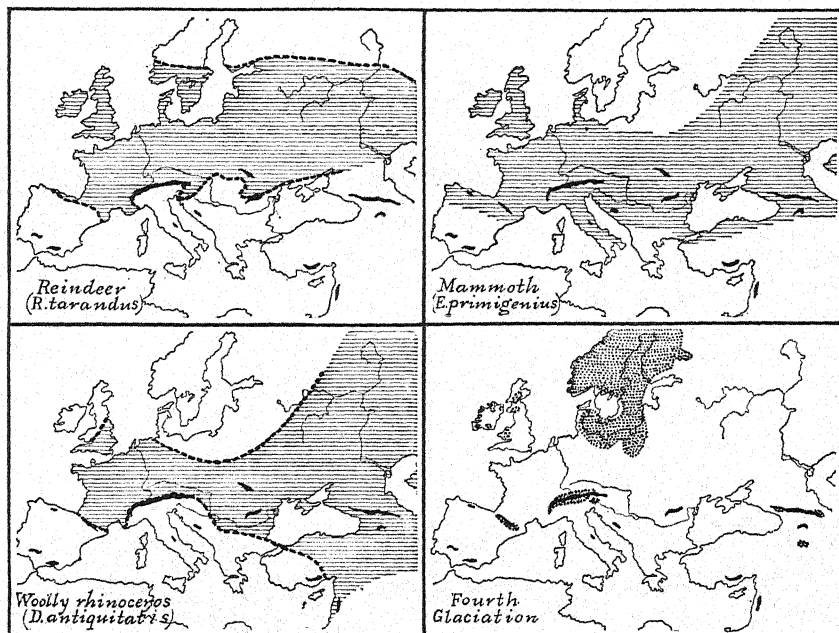 Reindeer
(R.tarandus)
Mammoth
(E.primigenius)
Woolly rhinoceros
(D.antiquitatis)
Fourth
Glaciation